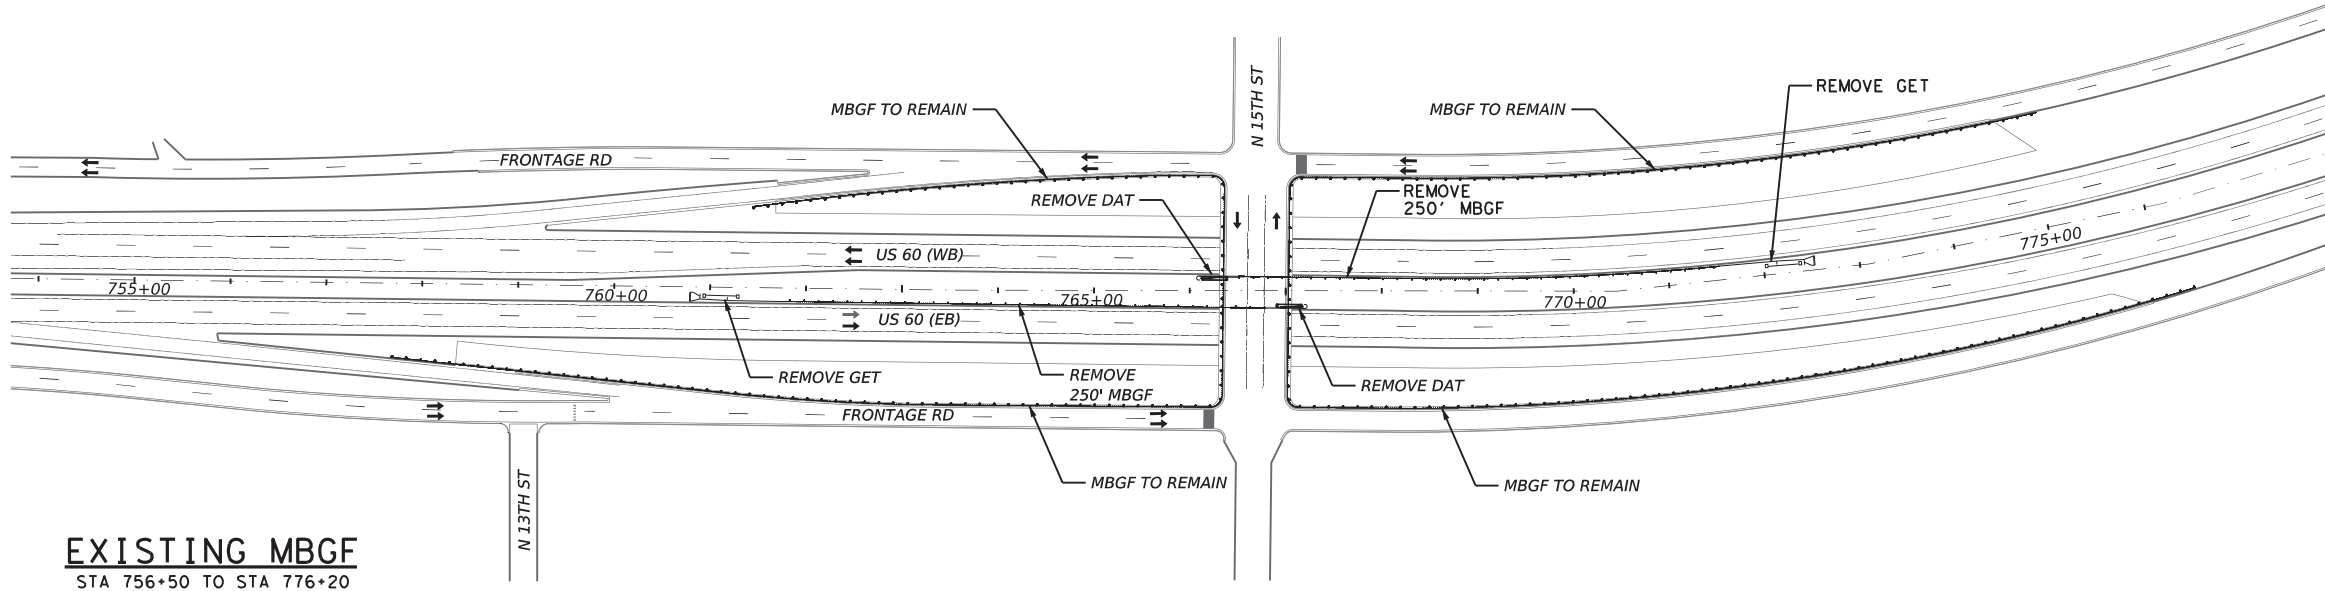 N 15TH ST
REMOVE GET
MBGF TO REMAIN
MBGF TO REMAIN
FRONTAGE RD
REMOVE DAT
REMOVE
250' MBGF
US 60 (WB)
775+00
755+00
760+00
765+00
770+00
US 60 (EB)
REMOVE GET
REMOVE
250' MBGF
REMOVE DAT
FRONTAGE RD
MBGF TO REMAIN
MBGF TO REMAIN
N 13TH ST
EXISTING MBGF
STA 756+50 TO STA 776+20